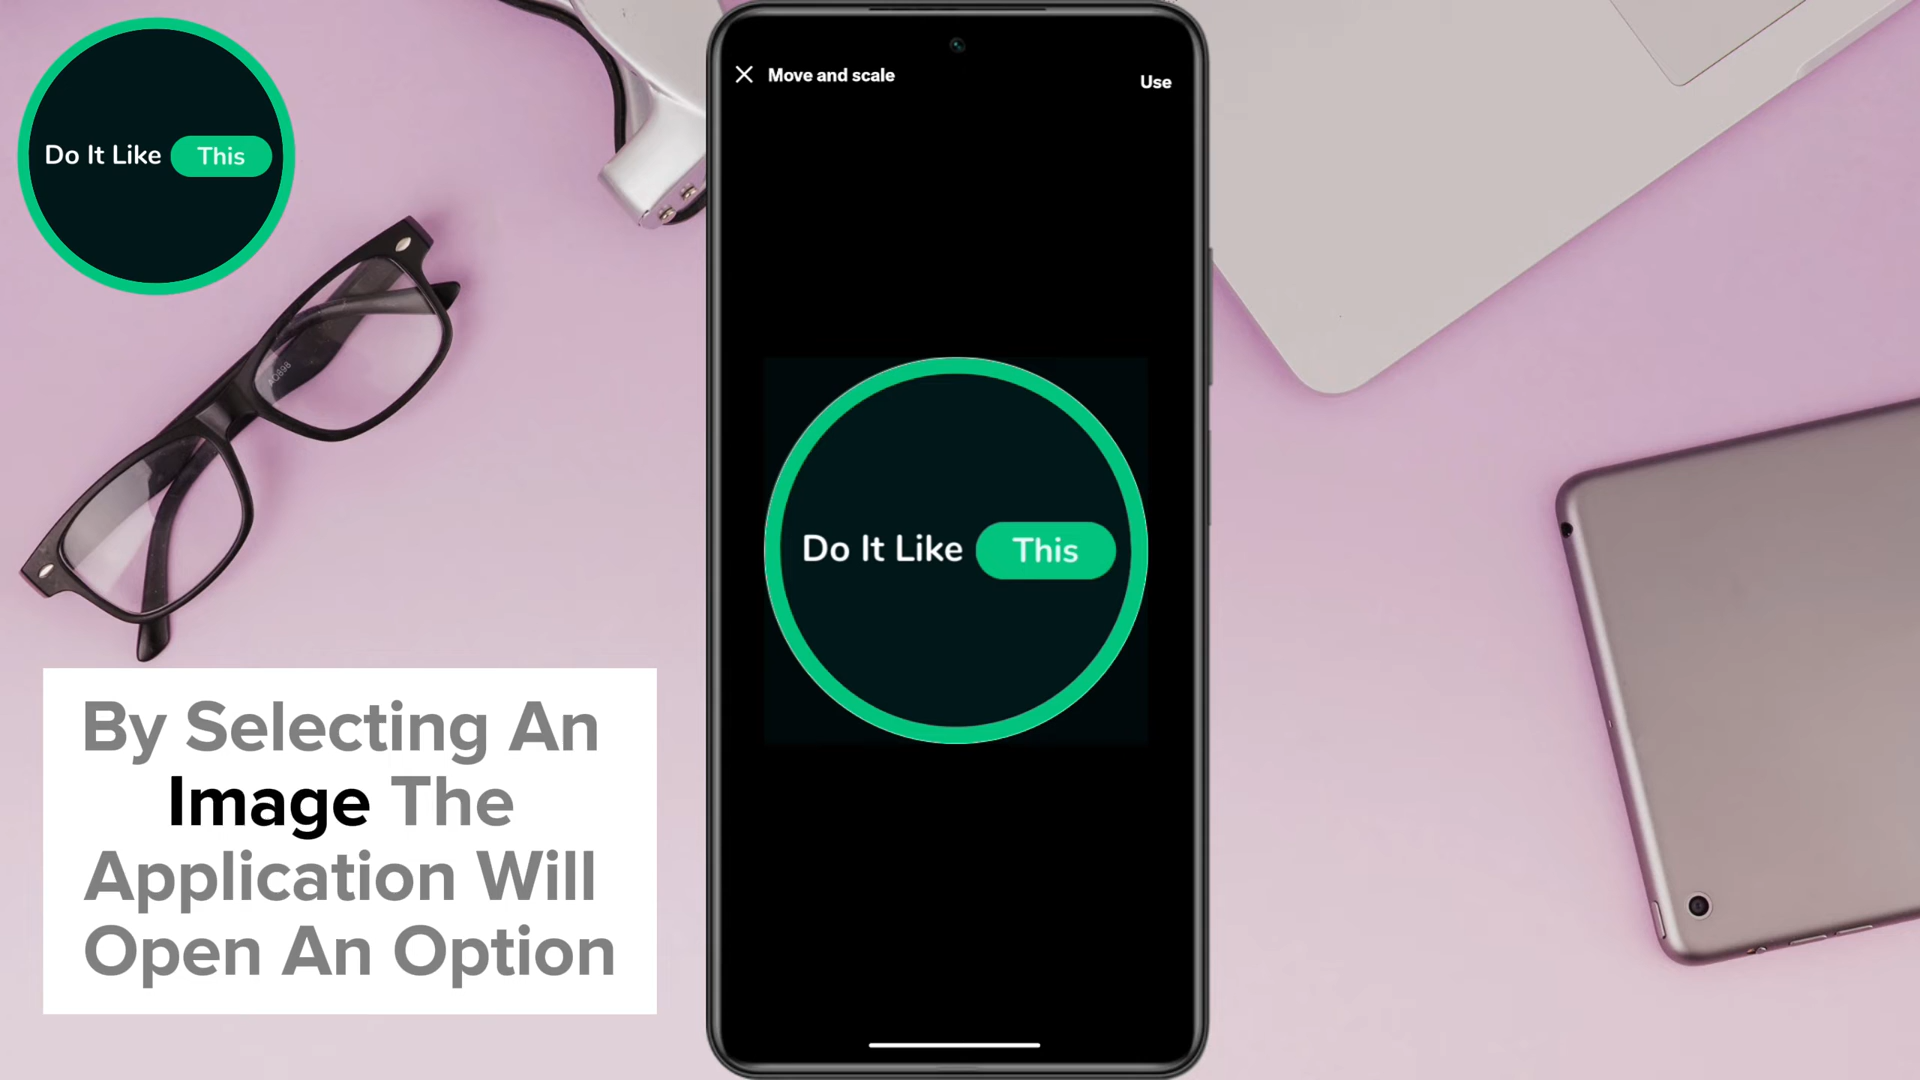 Do It Like This
Move and scale
Use
Do It Like This
By Selecting An
Image The
Application Will
Open An Option